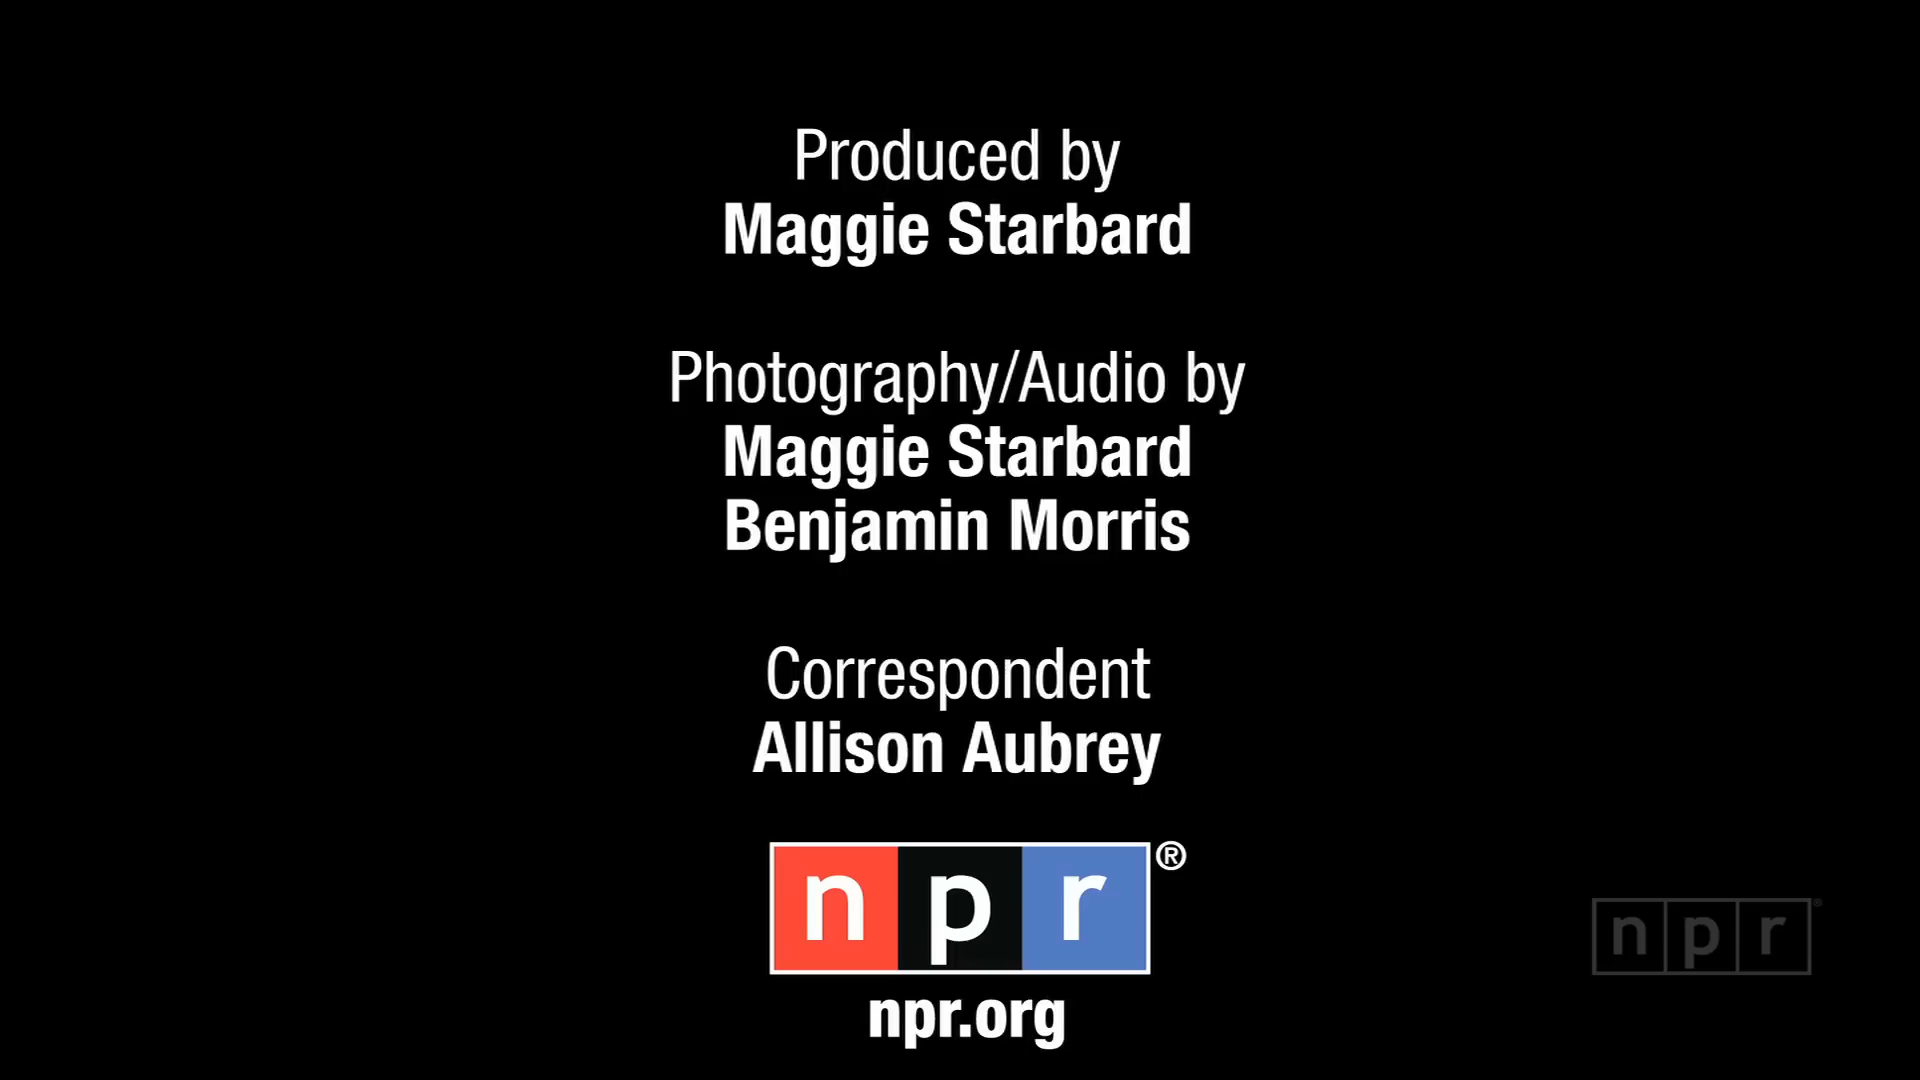 Produced by
Maggie Starbard
Photography/Audio by
Maggie Starbard
Benjamin Morris
Correspondent
Allison Aubrey
npr®
npr.org
npr®